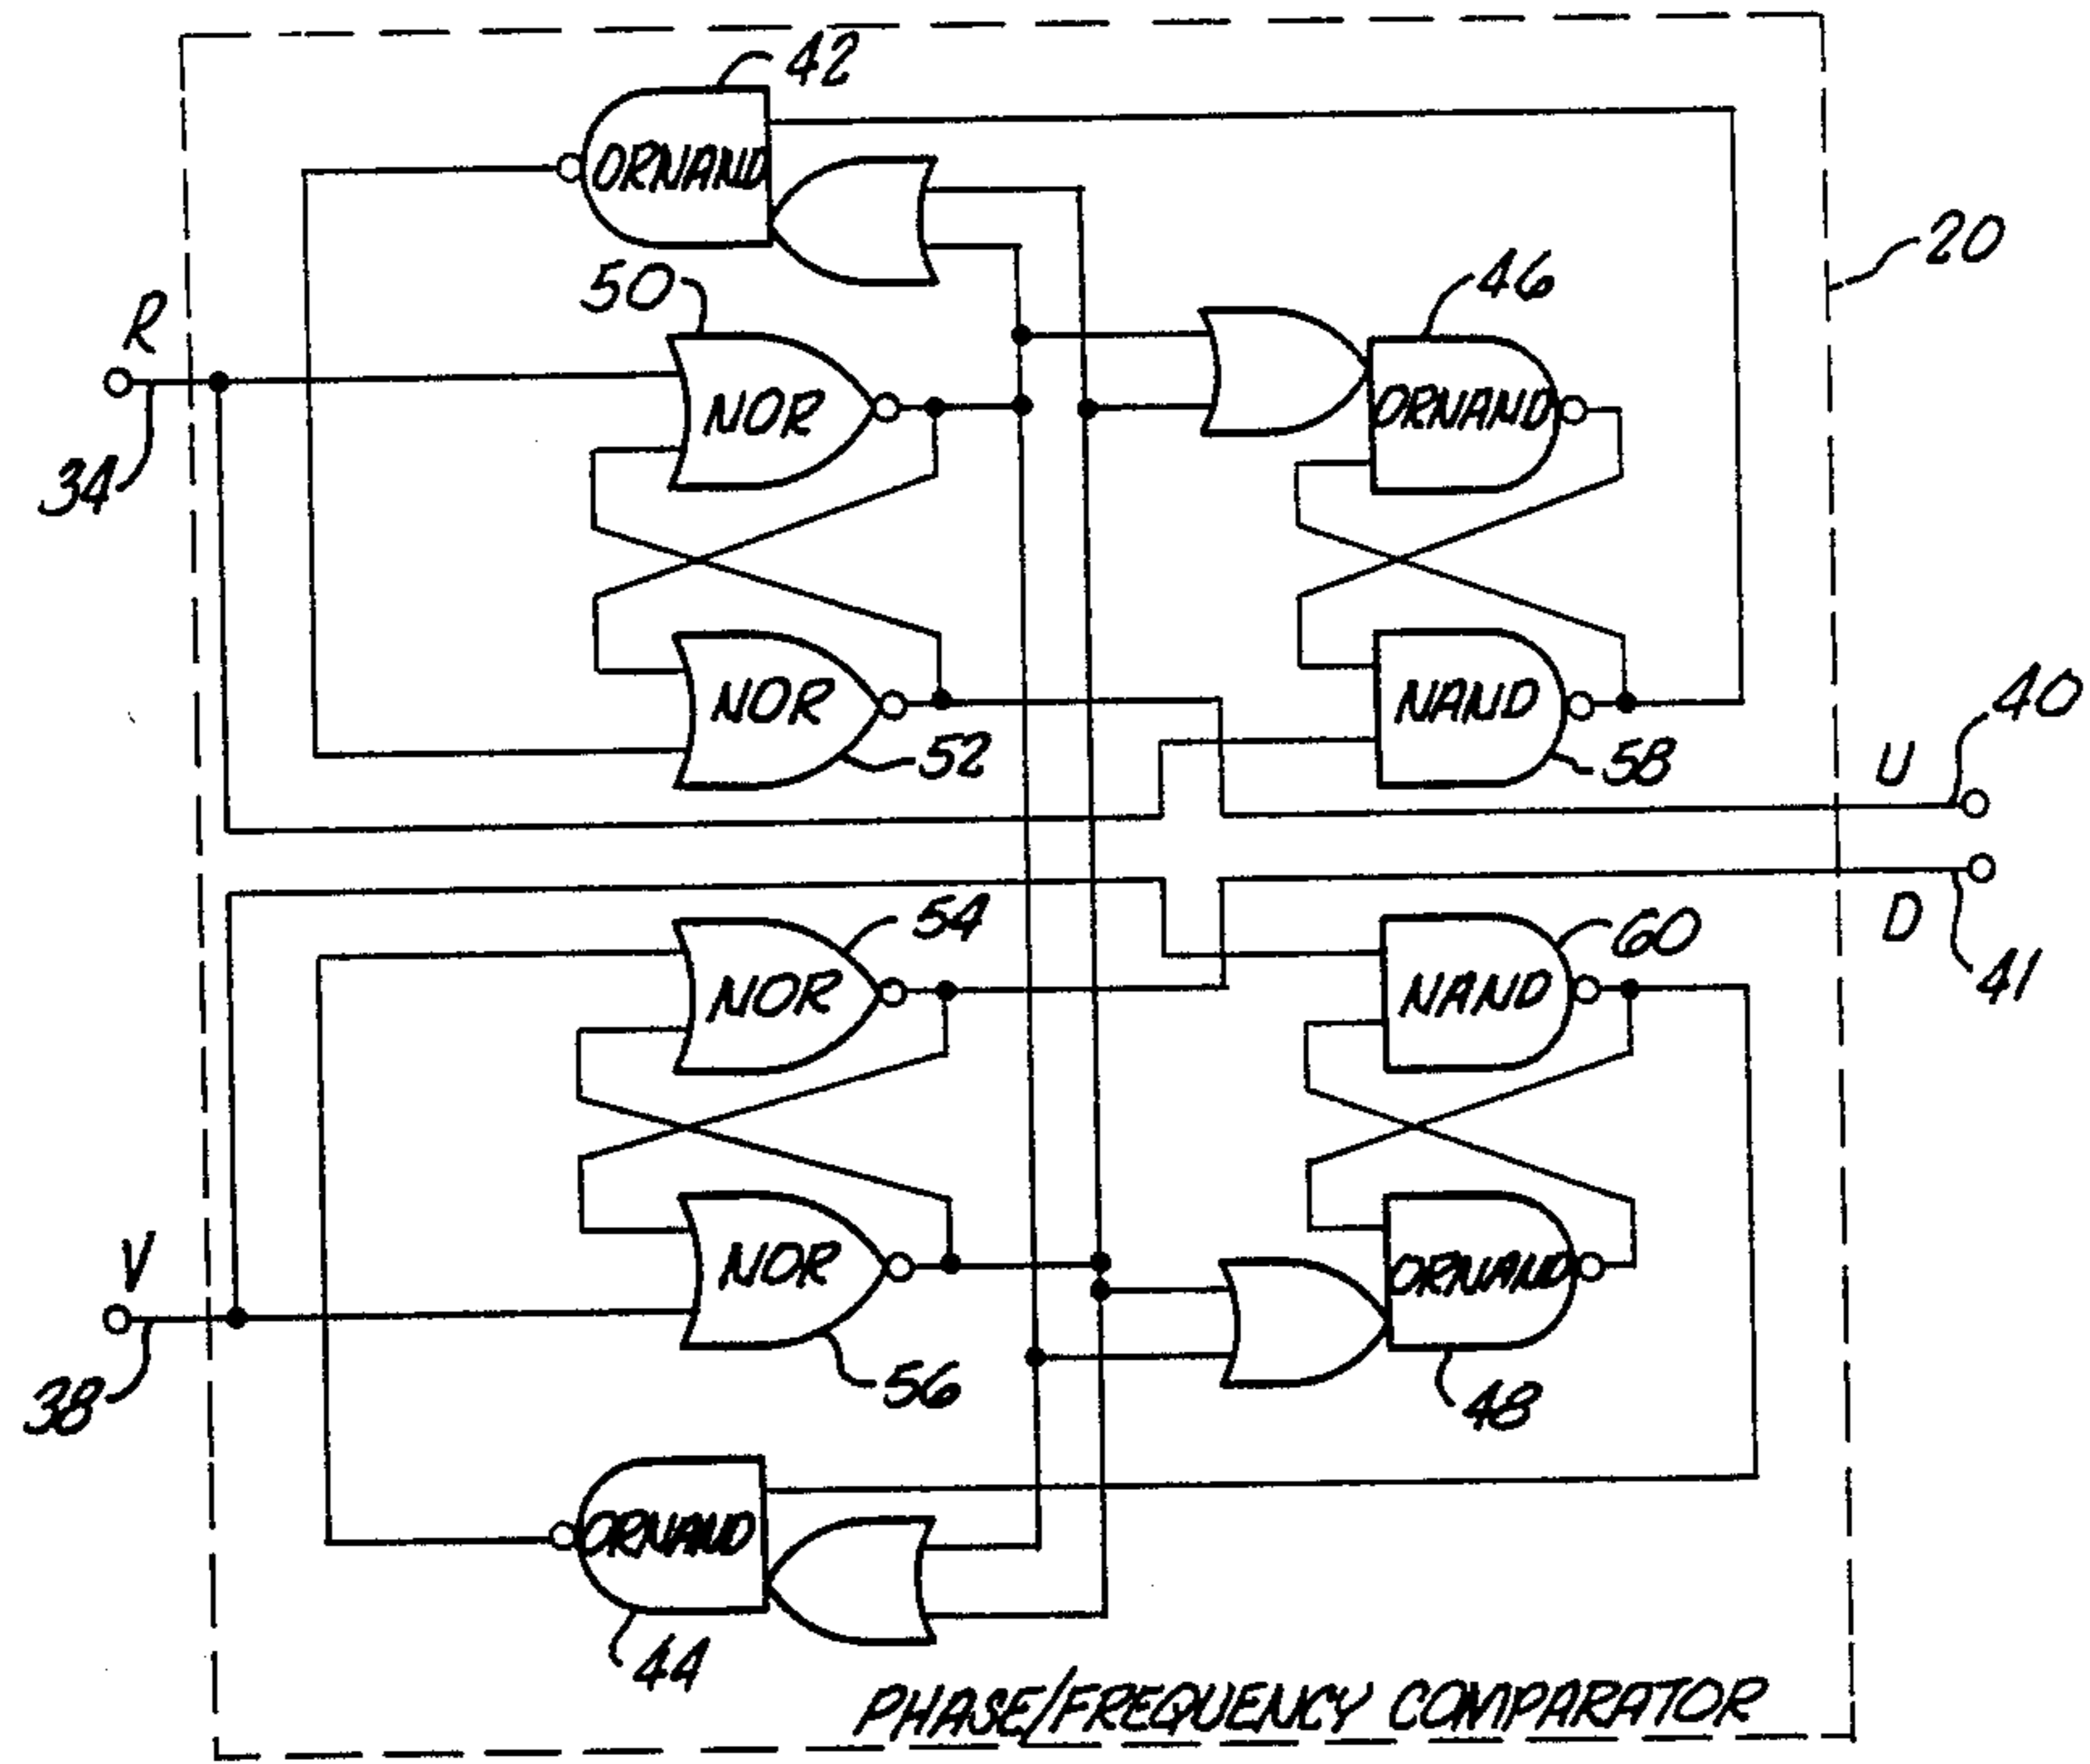 42
ORNAND
20
50
46
R
NOR
ORNAND
34
40
NOR
NAND
52
58
U
54
60
D
NOR
NAND
41
V
NOR
ORNAND
38
56
48
ORNAND
44
PHASE/FREQUENCY COMPARATOR